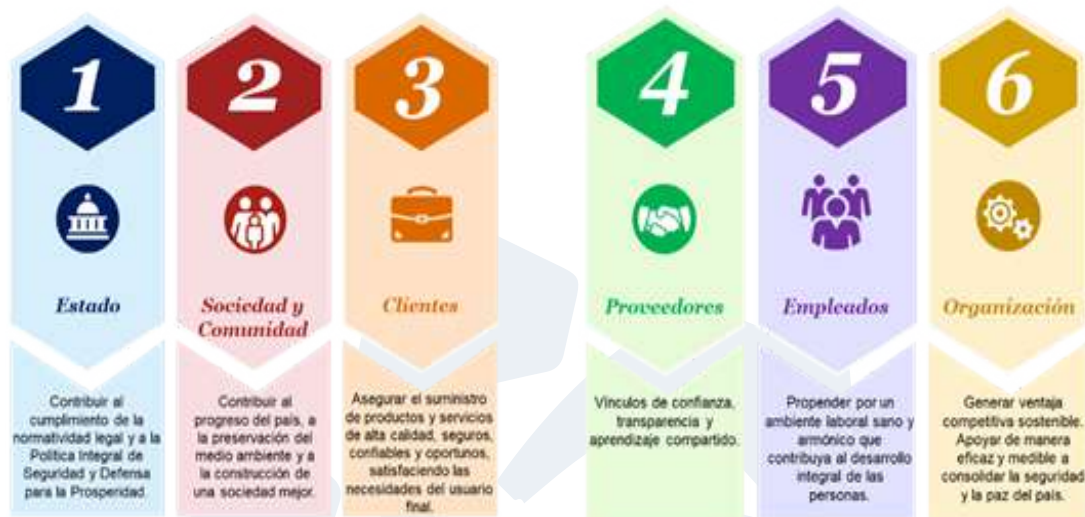 1
Estado
Contribuir al
cumplimiento de la
normatividad legal y a la
Política Integral de
Seguridad y Defensa
para la Prosperidad.
2
Sociedad y
Comunidad
Contribuir al
progreso del país, a
la preservación del
medio ambiente y a
la construcción de
una sociedad mejor.
3
Clientes
Asegurar el suministro
de productos y servicios
de alta calidad, seguros,
confiables y oportunos,
satisfaciendo las
necesidades del usuario
final.
4
Proveedores
Vínculos de confianza,
transparencia y
aprendizaje compartido.
5
Empleados
Propender por un
ambiente laboral sano y
armónico que
contribuya al desarrollo
integral de las
personas.
6
Organización
Generar ventaja
competitiva sostenible.
Apoyar de manera
eficaz y medible a
consolidar la seguridad
y la paz del país.